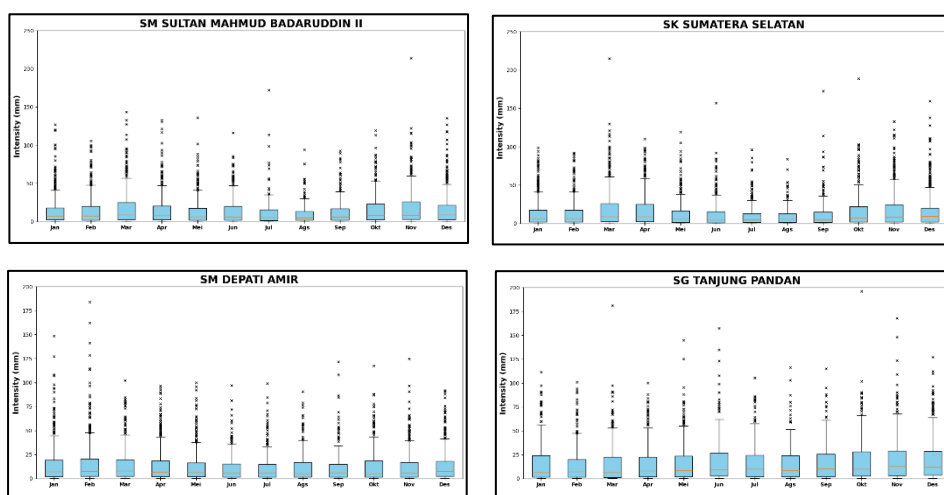 SM SULTAN MAHMUD BADARUDDIN II
250
200
150
100
50
0
Intensity (mm)
Jan Feb Mar Apr Mei Jun Jul Ags Sep Okt Nov Des
SK SUMATERA SELATAN
250
200
150
100
50
0
Intensity (mm)
Jan Feb Mar Apr Mei Jun Jul Ags Sep Okt Nov Des
SM DEPATI AMIR
200
175
150
125
100
75
50
25
0
Intensity (mm)
Jan Feb Mar Apr Mei Jun Jul Ags Sep Okt Nov Des
SG TANJUNG PANDAN
200
175
150
125
100
75
50
25
0
Intensity (mm)
Jan Feb Mar Apr Mei Jun Jul Ags Sep Okt Nov Des